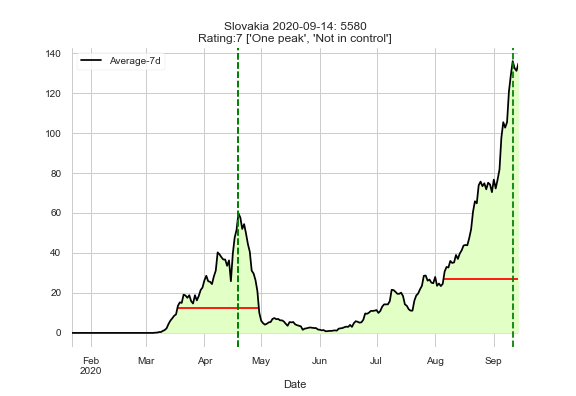 Slovakia 2020-09-14: 5580
Rating:7 ['One peak', 'Not in control']
Average-7d
140
120
100
80
60
40
20
0
Feb Mar Apr May Jun Jul Aug Sep
2020
Date